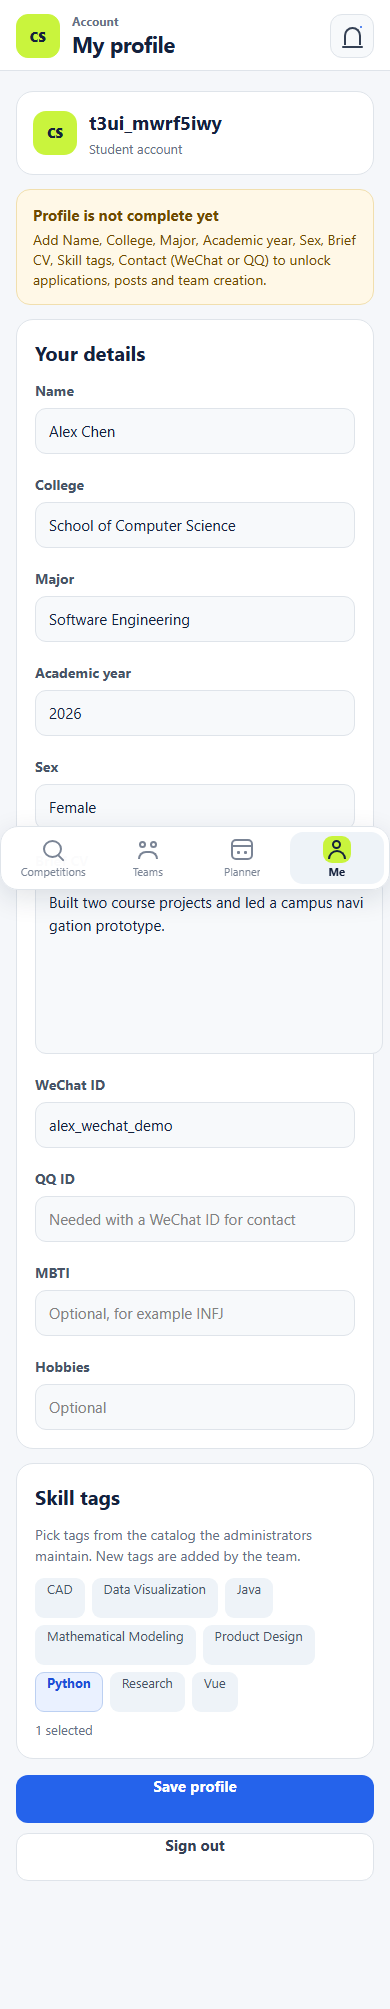 CS
Account
My profile
CS
t3ui_mwrf5iwy
Student account
Profile is not complete yet
Add Name, College, Major, Academic year, Sex, Brief
CV, Skill tags, Contact (WeChat or QQ) to unlock
applications, posts and team creation.
Your details
Name
Alex Chen
College
School of Computer Science
Major
Software Engineering
Academic year
2026
Sex
Female
Competitions
Teams
Planner
Me
Built two course projects and led a campus navi
gation prototype.
WeChat ID
alex_wechat_demo
QQ ID
Needed with a WeChat ID for contact
MBTI
Optional, for example INFJ
Hobbies
Optional
Skill tags
Pick tags from the catalog the administrators
maintain. New tags are added by the team.
CAD
Data Visualization
Java
Mathematical Modeling
Product Design
Python
Research
Vue
1 selected
Save profile
Sign out